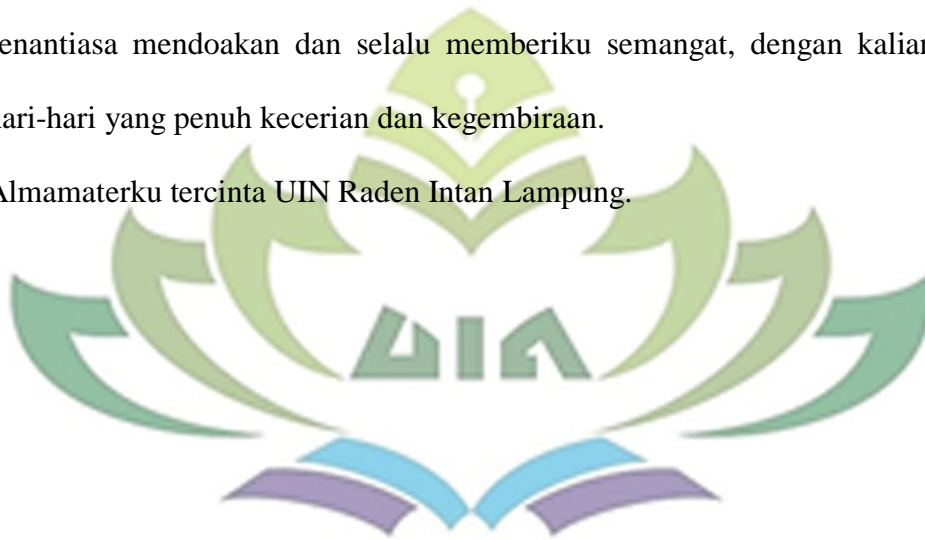 enantiasa mendoakan dan selalu memberiku semangat, dengan kalian
ari-hari yang penuh kecerian dan kegembiraan.
Almamaterku tercinta UIN Raden Intan Lampung.
UIN